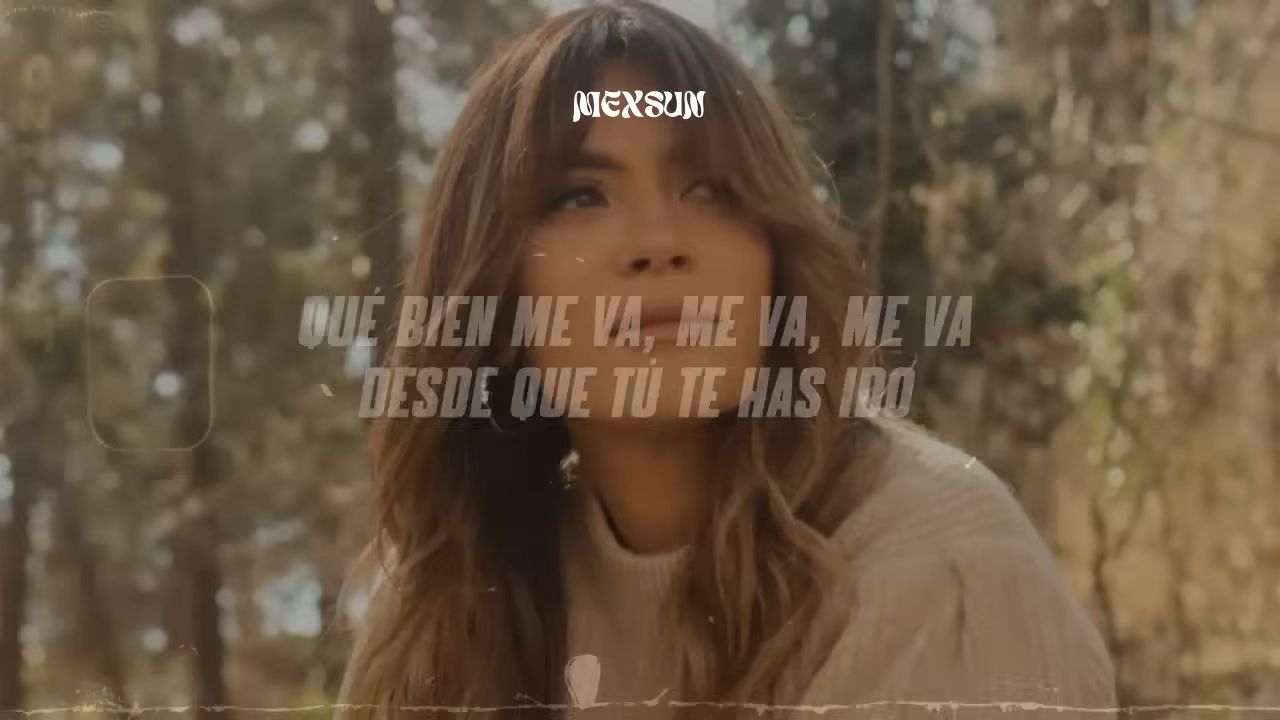 MEXSUN
QUÉ BIEN ME VA, ME VA, ME VA
DESDE QUE TÚ TE HAS IDO